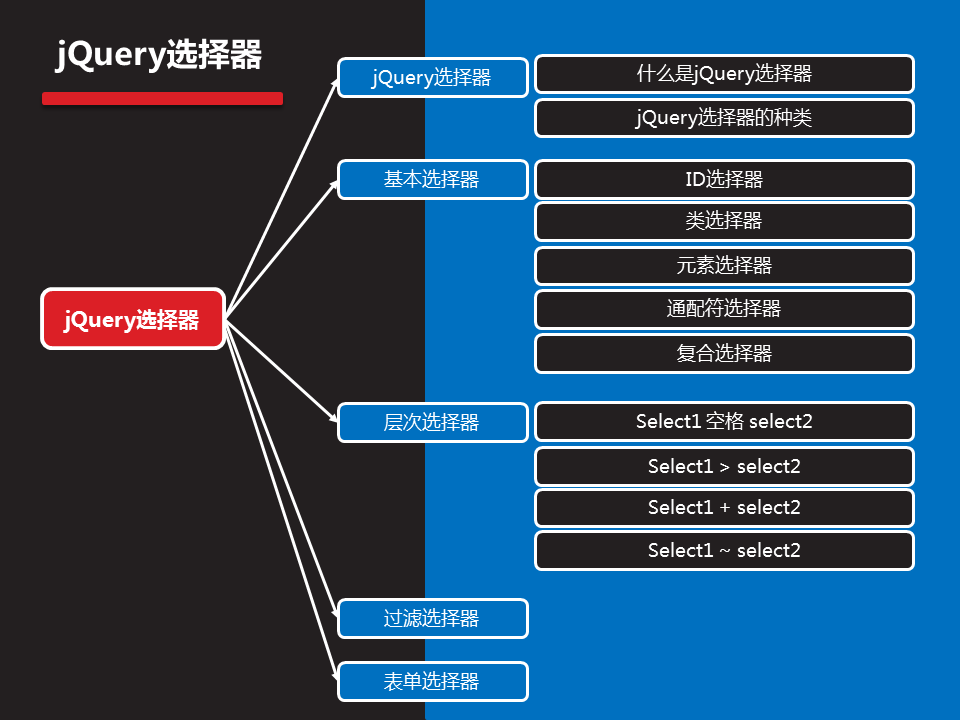 jQuery选择器
jQuery选择器
什么是jQuery选择器
jQuery选择器的种类
基本选择器
ID选择器
类选择器
元素选择器
通配符选择器
复合选择器
jQuery选择器
层次选择器
Select1 空格 select2
Select1 > select2
Select1 + select2
Select1 ~ select2
过滤选择器
表单选择器